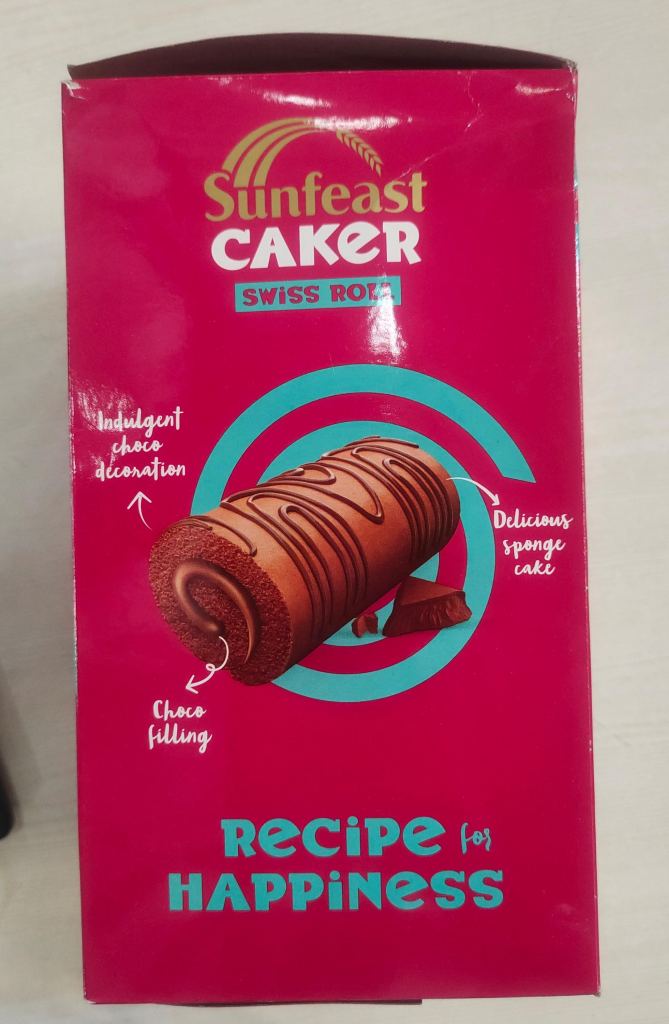 Sunfeast
CAKER
SWiSS ROLL
Indulgent
choco
decoration
Delicious
sponge
cake
Choco
filling
RECiPE for
HAPPiNESS